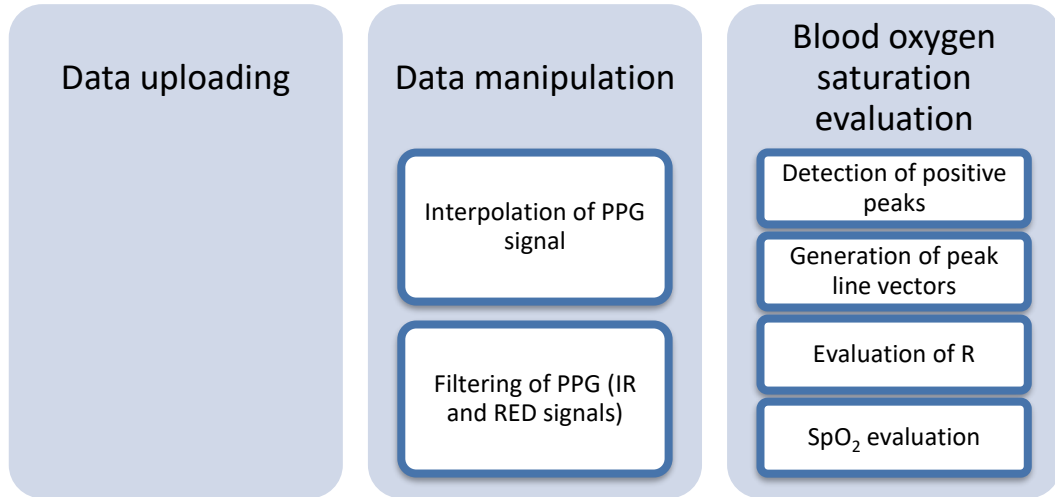 Data uploading
Data manipulation
Interpolation of PPG
signal
Filtering of PPG (IR
and RED signals)
Blood oxygen
saturation
evaluation
Detection of positive
peaks
Generation of peak
line vectors
Evaluation of R
SpO₂ evaluation